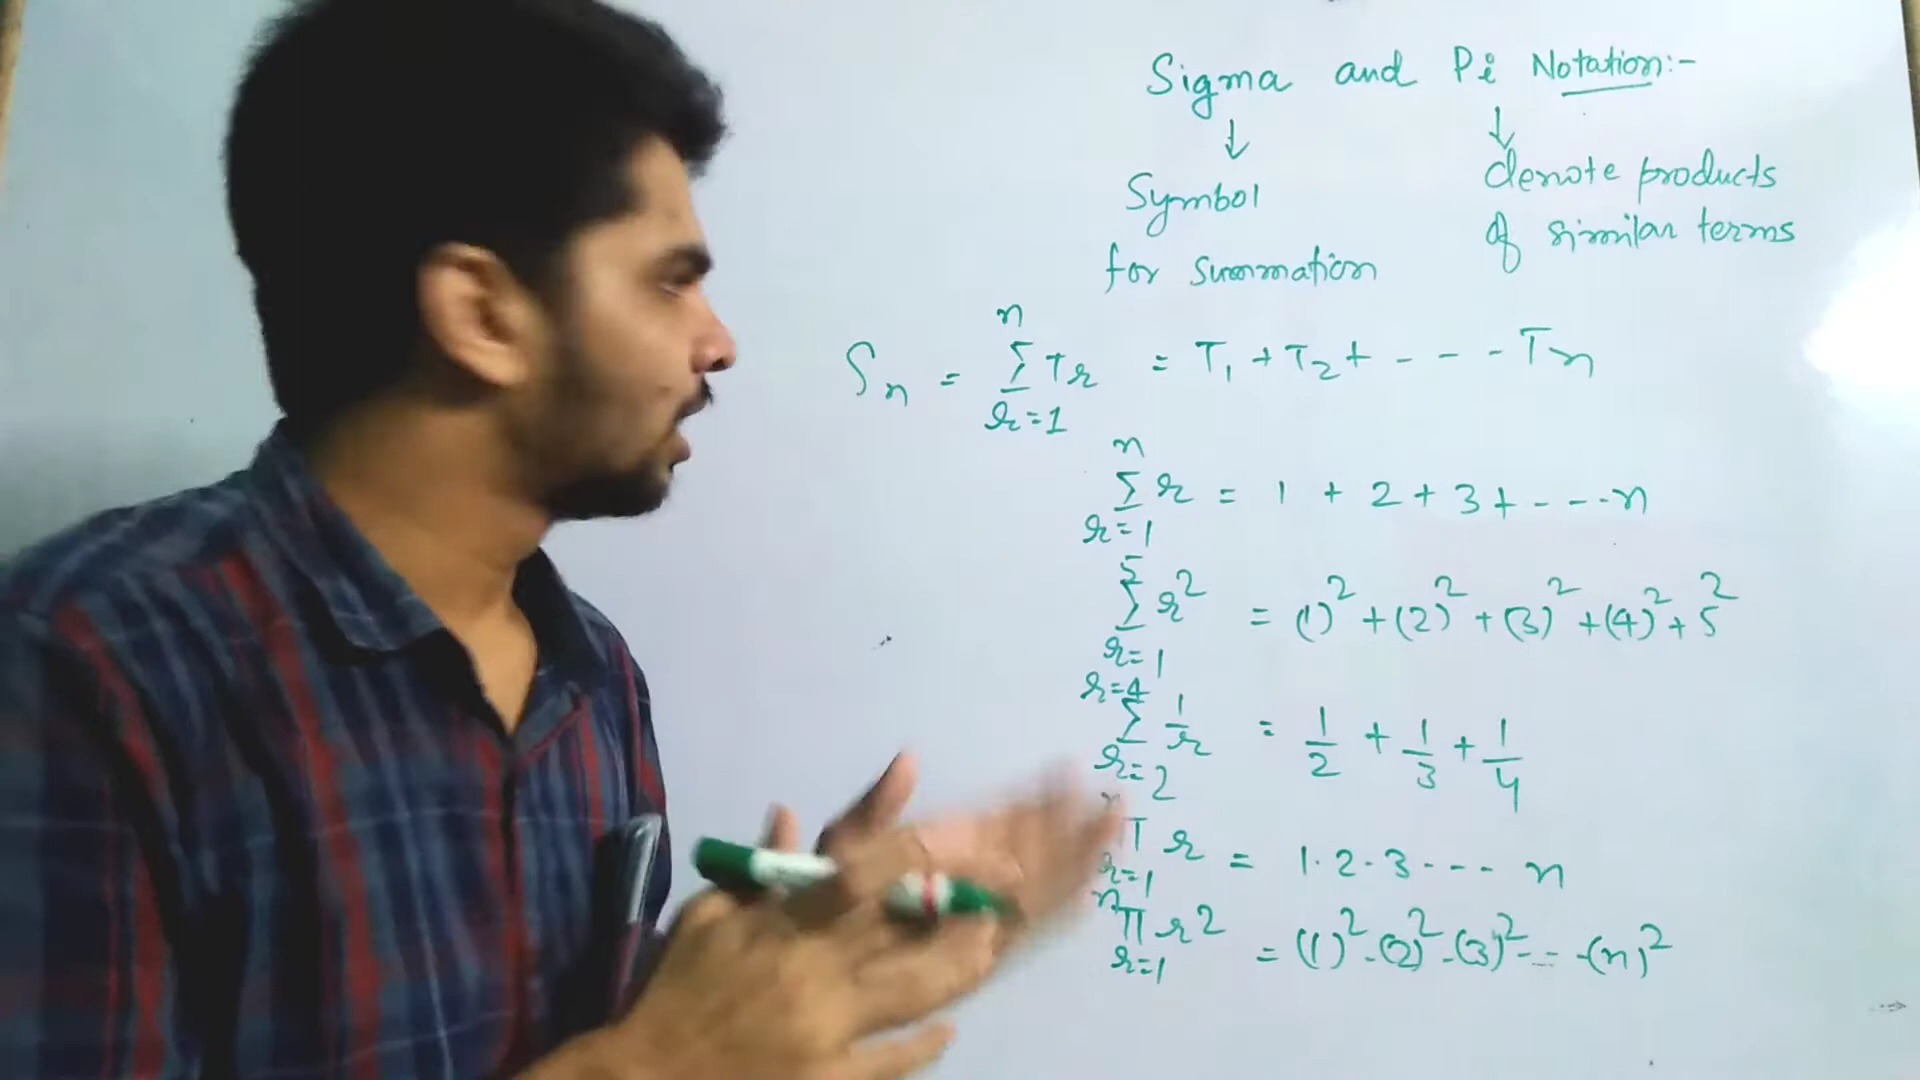 Sigma and Pi Notation:-
↓ ↓
Symbol denote products
for summation of similar terms
n
Sn = Σ Tr = T1 + T2 + - - - - Tn
r=1
n
Σ r = 1 + 2 + 3 + - - - n
r=1
5
Σ r² = (1)² + (2)² + (3)² + (4)² + 5²
r=1
r=4
Σ 1/r = 1/2 + 1/3 + 1/4
r=2
n
π r = 1·2·3---- n
r=1
n
π r² = (1)²·(2)²·(3)²---·(n)²
r=1